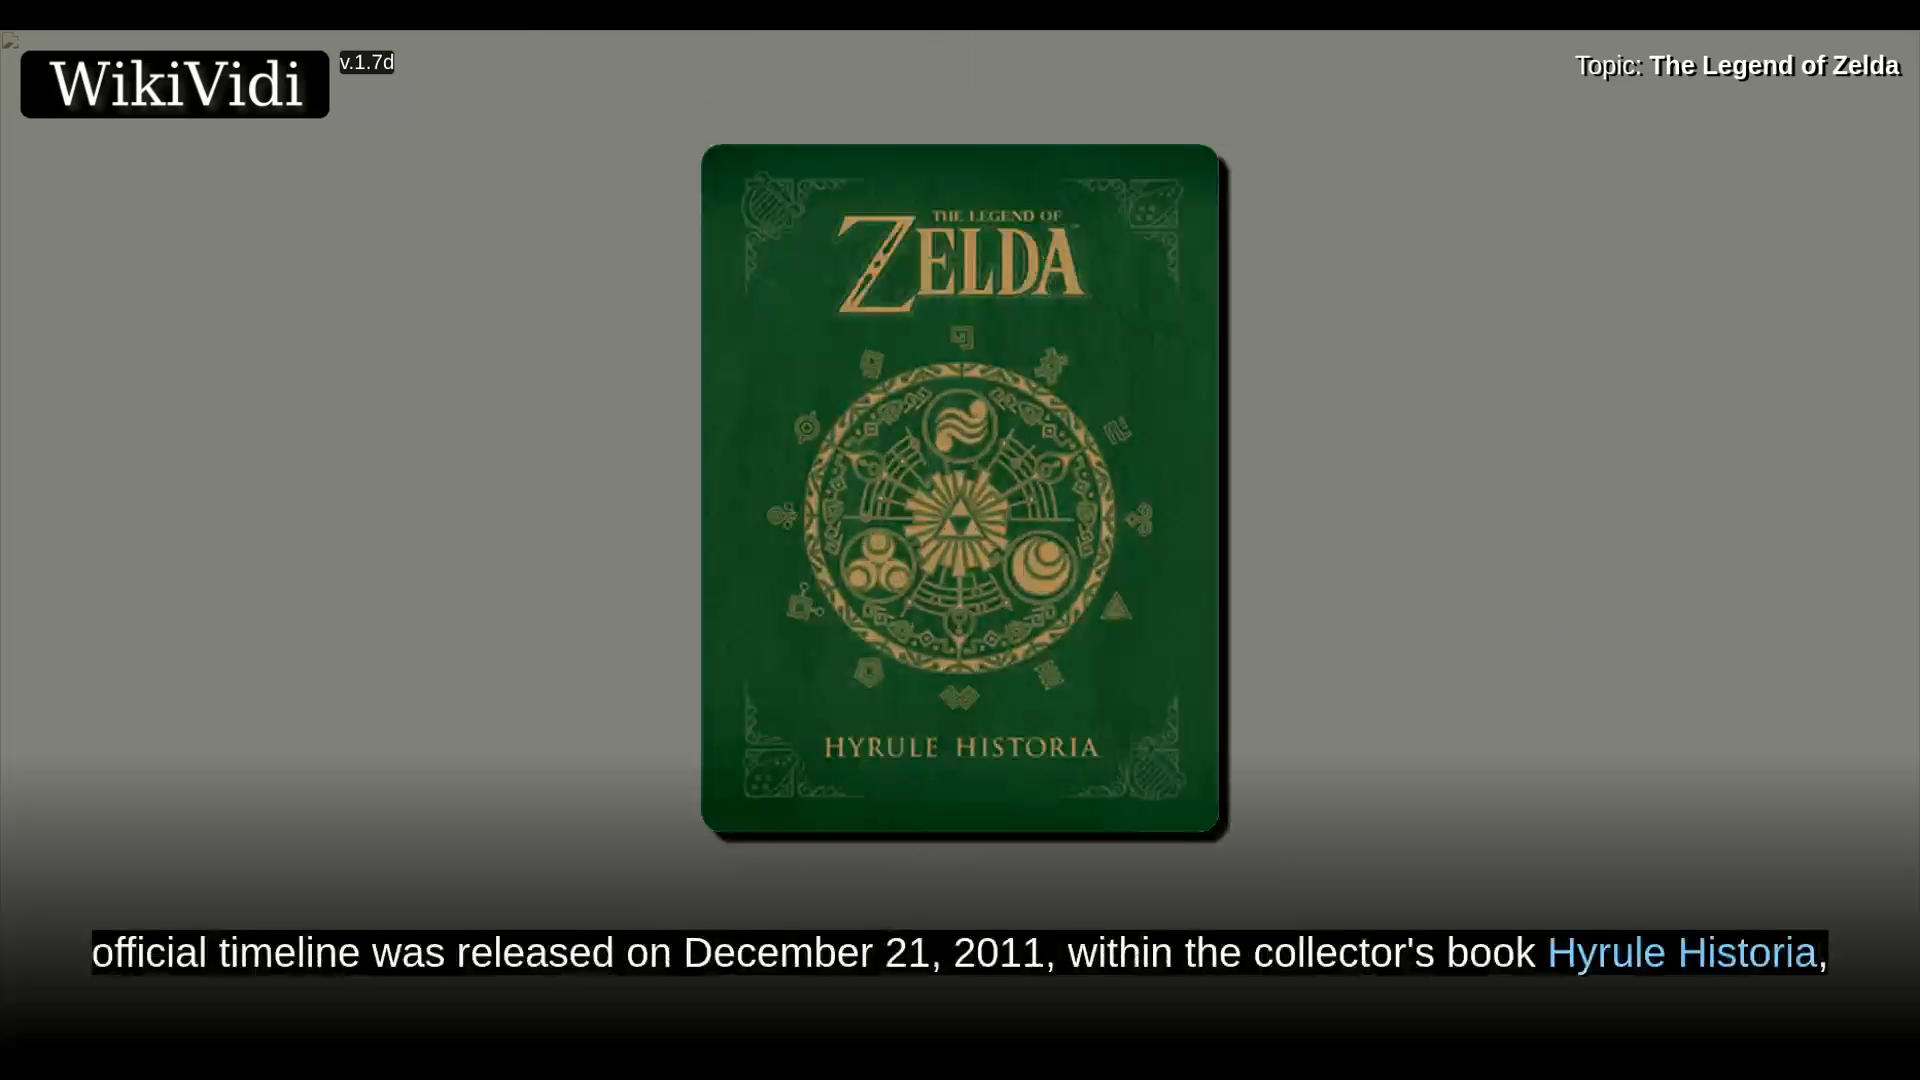 WikiVidi
v.1.7d
Topic: The Legend of Zelda
THE LEGEND OF
ZELDA
HYRULE HISTORIA
official timeline was released on December 21, 2011, within the collector's book Hyrule Historia,